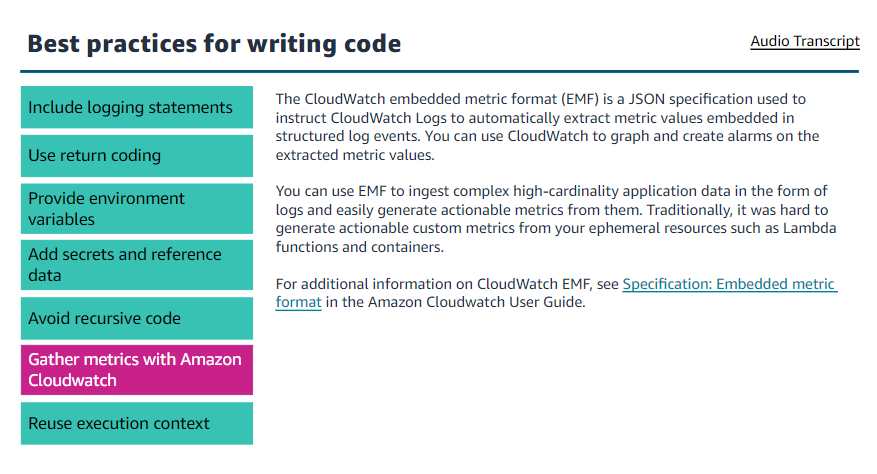 Best practices for writing code
Audio Transcript
Include logging statements
Use return coding
Provide environment
variables
Add secrets and reference
data
Avoid recursive code
Gather metrics with Amazon
Cloudwatch
Reuse execution context
The CloudWatch embedded metric format (EMF) is a JSON specification used to
instruct CloudWatch Logs to automatically extract metric values embedded in
structured log events. You can use CloudWatch to graph and create alarms on the
extracted metric values.
You can use EMF to ingest complex high-cardinality application data in the form of
logs and easily generate actionable metrics from them. Traditionally, it was hard to
generate actionable custom metrics from your ephemeral resources such as Lambda
functions and containers.
For additional information on CloudWatch EMF, see Specification: Embedded metric
format in the Amazon Cloudwatch User Guide.